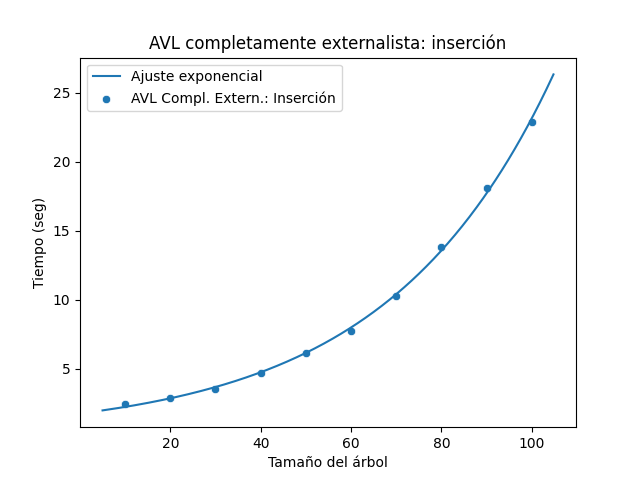 AVL completamente externalista: inserción
Ajuste exponencial
AVL Compl. Extern.: Inserción
25
20
15
10
5
Tiempo (seg)
20 40 60 80 100
Tamaño del árbol